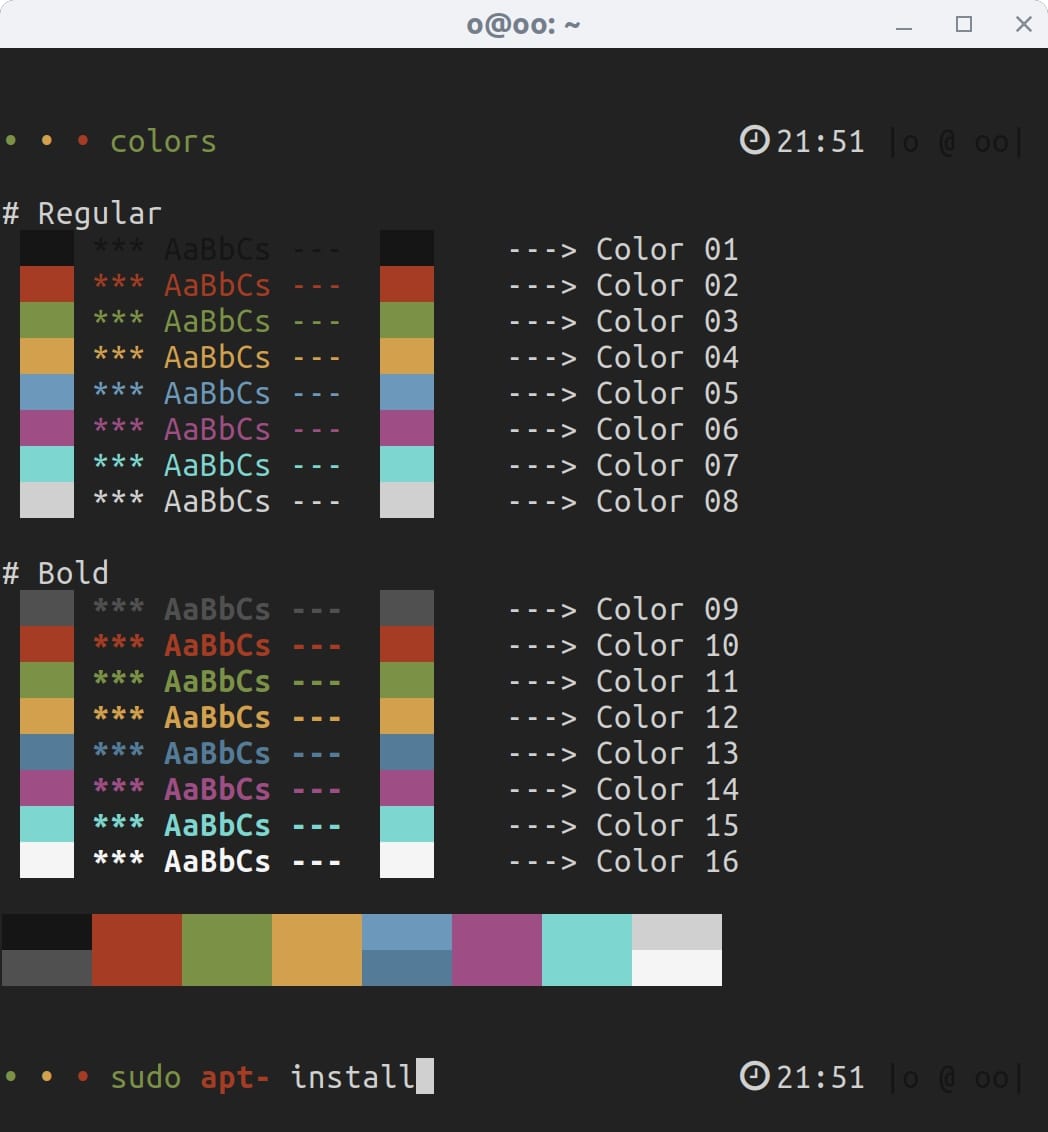 o@oo: ~
• • • colors 21:51 |o @ oo|
# Regular
*** AaBbCs --- ---> Color 01
*** AaBbCs --- ---> Color 02
*** AaBbCs --- ---> Color 03
*** AaBbCs --- ---> Color 04
*** AaBbCs --- ---> Color 05
*** AaBbCs --- ---> Color 06
*** AaBbCs --- ---> Color 07
*** AaBbCs --- ---> Color 08
# Bold
*** AaBbCs --- ---> Color 09
*** AaBbCs --- ---> Color 10
*** AaBbCs --- ---> Color 11
*** AaBbCs --- ---> Color 12
*** AaBbCs --- ---> Color 13
*** AaBbCs --- ---> Color 14
*** AaBbCs --- ---> Color 15
*** AaBbCs --- ---> Color 16
• • • sudo apt- install 21:51 |o @ oo|